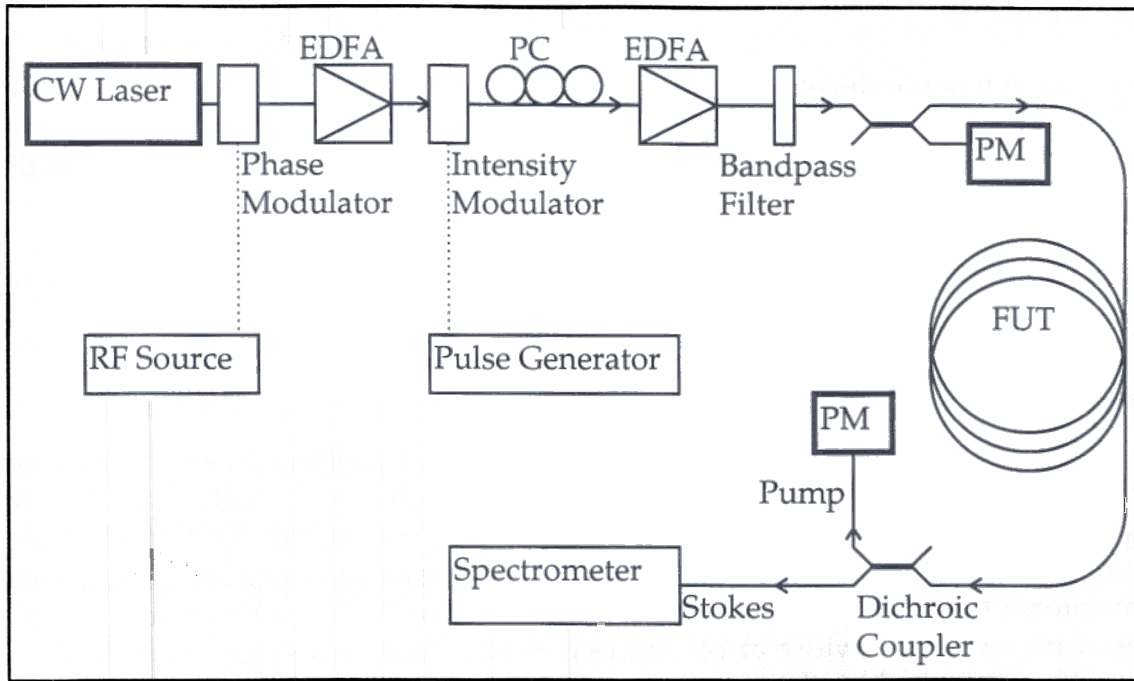 EDFA
PC
EDFA
CW Laser
PM
Phase
Modulator
Intensity
Modulator
Bandpass
Filter
FUT
RF Source
Pulse Generator
PM
Pump
Spectrometer
Stokes
Dichroic
Coupler